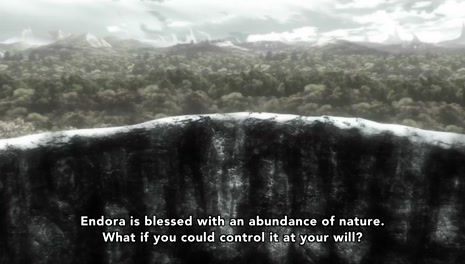 Endora is blessed with an abundance of nature.
What if you could control it at your will?